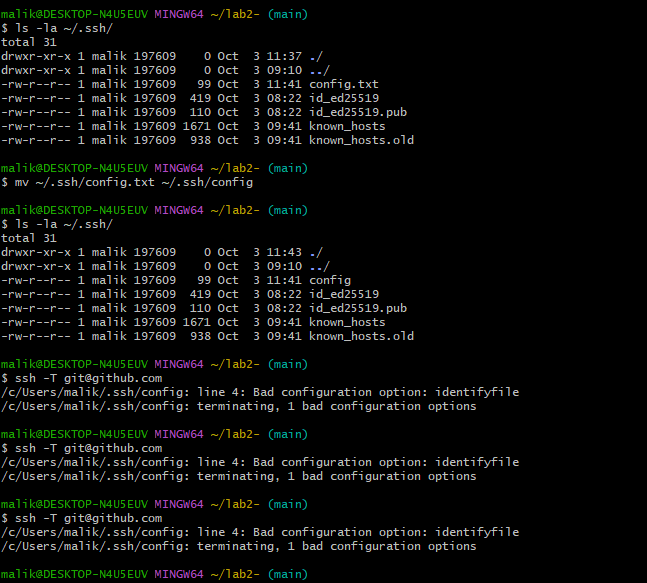 malik@DESKTOP-N4U5EUV MINGW64 ~/lab2- (main)
$ ls -la ~/.ssh/
total 31
drwxr-xr-x 1 malik 197609    0 Oct  3 11:37 ./
drwxr-xr-x 1 malik 197609    0 Oct  3 09:10 ../
-rw-r--r-- 1 malik 197609   99 Oct  3 11:41 config.txt
-rw-r--r-- 1 malik 197609  419 Oct  3 08:22 id_ed25519
-rw-r--r-- 1 malik 197609  110 Oct  3 08:22 id_ed25519.pub
-rw-r--r-- 1 malik 197609 1671 Oct  3 09:41 known_hosts
-rw-r--r-- 1 malik 197609  938 Oct  3 09:41 known_hosts.old
malik@DESKTOP-N4U5EUV MINGW64 ~/lab2- (main)
$ mv ~/.ssh/config.txt ~/.ssh/config
malik@DESKTOP-N4U5EUV MINGW64 ~/lab2- (main)
$ ls -la ~/.ssh/
total 31
drwxr-xr-x 1 malik 197609    0 Oct  3 11:43 ./
drwxr-xr-x 1 malik 197609    0 Oct  3 09:10 ../
-rw-r--r-- 1 malik 197609   99 Oct  3 11:41 config
-rw-r--r-- 1 malik 197609  419 Oct  3 08:22 id_ed25519
-rw-r--r-- 1 malik 197609  110 Oct  3 08:22 id_ed25519.pub
-rw-r--r-- 1 malik 197609 1671 Oct  3 09:41 known_hosts
-rw-r--r-- 1 malik 197609  938 Oct  3 09:41 known_hosts.old
malik@DESKTOP-N4U5EUV MINGW64 ~/lab2- (main)
$ ssh -T git@github.com
/c/Users/malik/.ssh/config: line 4: Bad configuration option: identifyfile
/c/Users/malik/.ssh/config: terminating, 1 bad configuration options
malik@DESKTOP-N4U5EUV MINGW64 ~/lab2- (main)
$ ssh -T git@github.com
/c/Users/malik/.ssh/config: line 4: Bad configuration option: identifyfile
/c/Users/malik/.ssh/config: terminating, 1 bad configuration options
malik@DESKTOP-N4U5EUV MINGW64 ~/lab2- (main)
$ ssh -T git@github.com
/c/Users/malik/.ssh/config: line 4: Bad configuration option: identifyfile
/c/Users/malik/.ssh/config: terminating, 1 bad configuration options
malik@DESKTOP-N4U5EUV MINGW64 ~/lab2- (main)